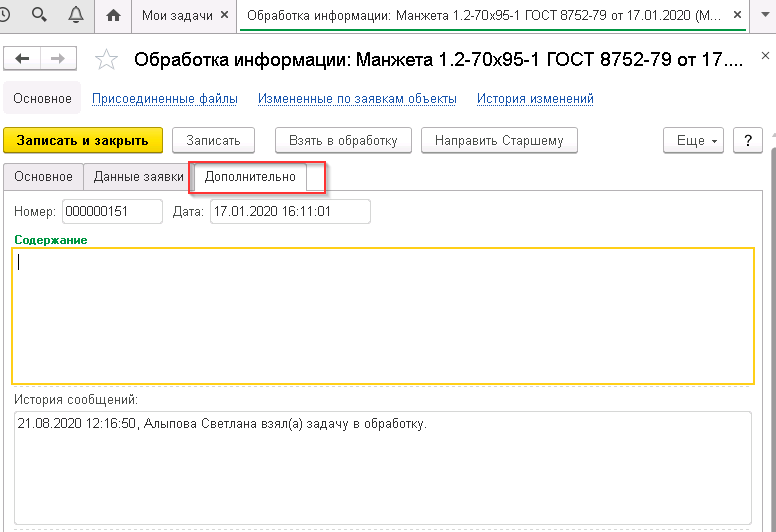 Мои задачи ×
Обработка информации: Манжета 1.2-70х95-1 ГОСТ 8752-79 от 17.01.2020 (М... ×
Обработка информации: Манжета 1.2-70х95-1 ГОСТ 8752-79 от 17....
Основное Присоединенные файлы Измененные по заявкам объекты История изменений
Записать и закрыть Записать Взять в обработку Направить Старшему Еще ?
Основное Данные заявки Дополнительно
Номер: 000000151 Дата: 17.01.2020 16:11:01
Содержание
История сообщений:
21.08.2020 12:16:50, Алыпова Светлана взял(а) задачу в обработку.